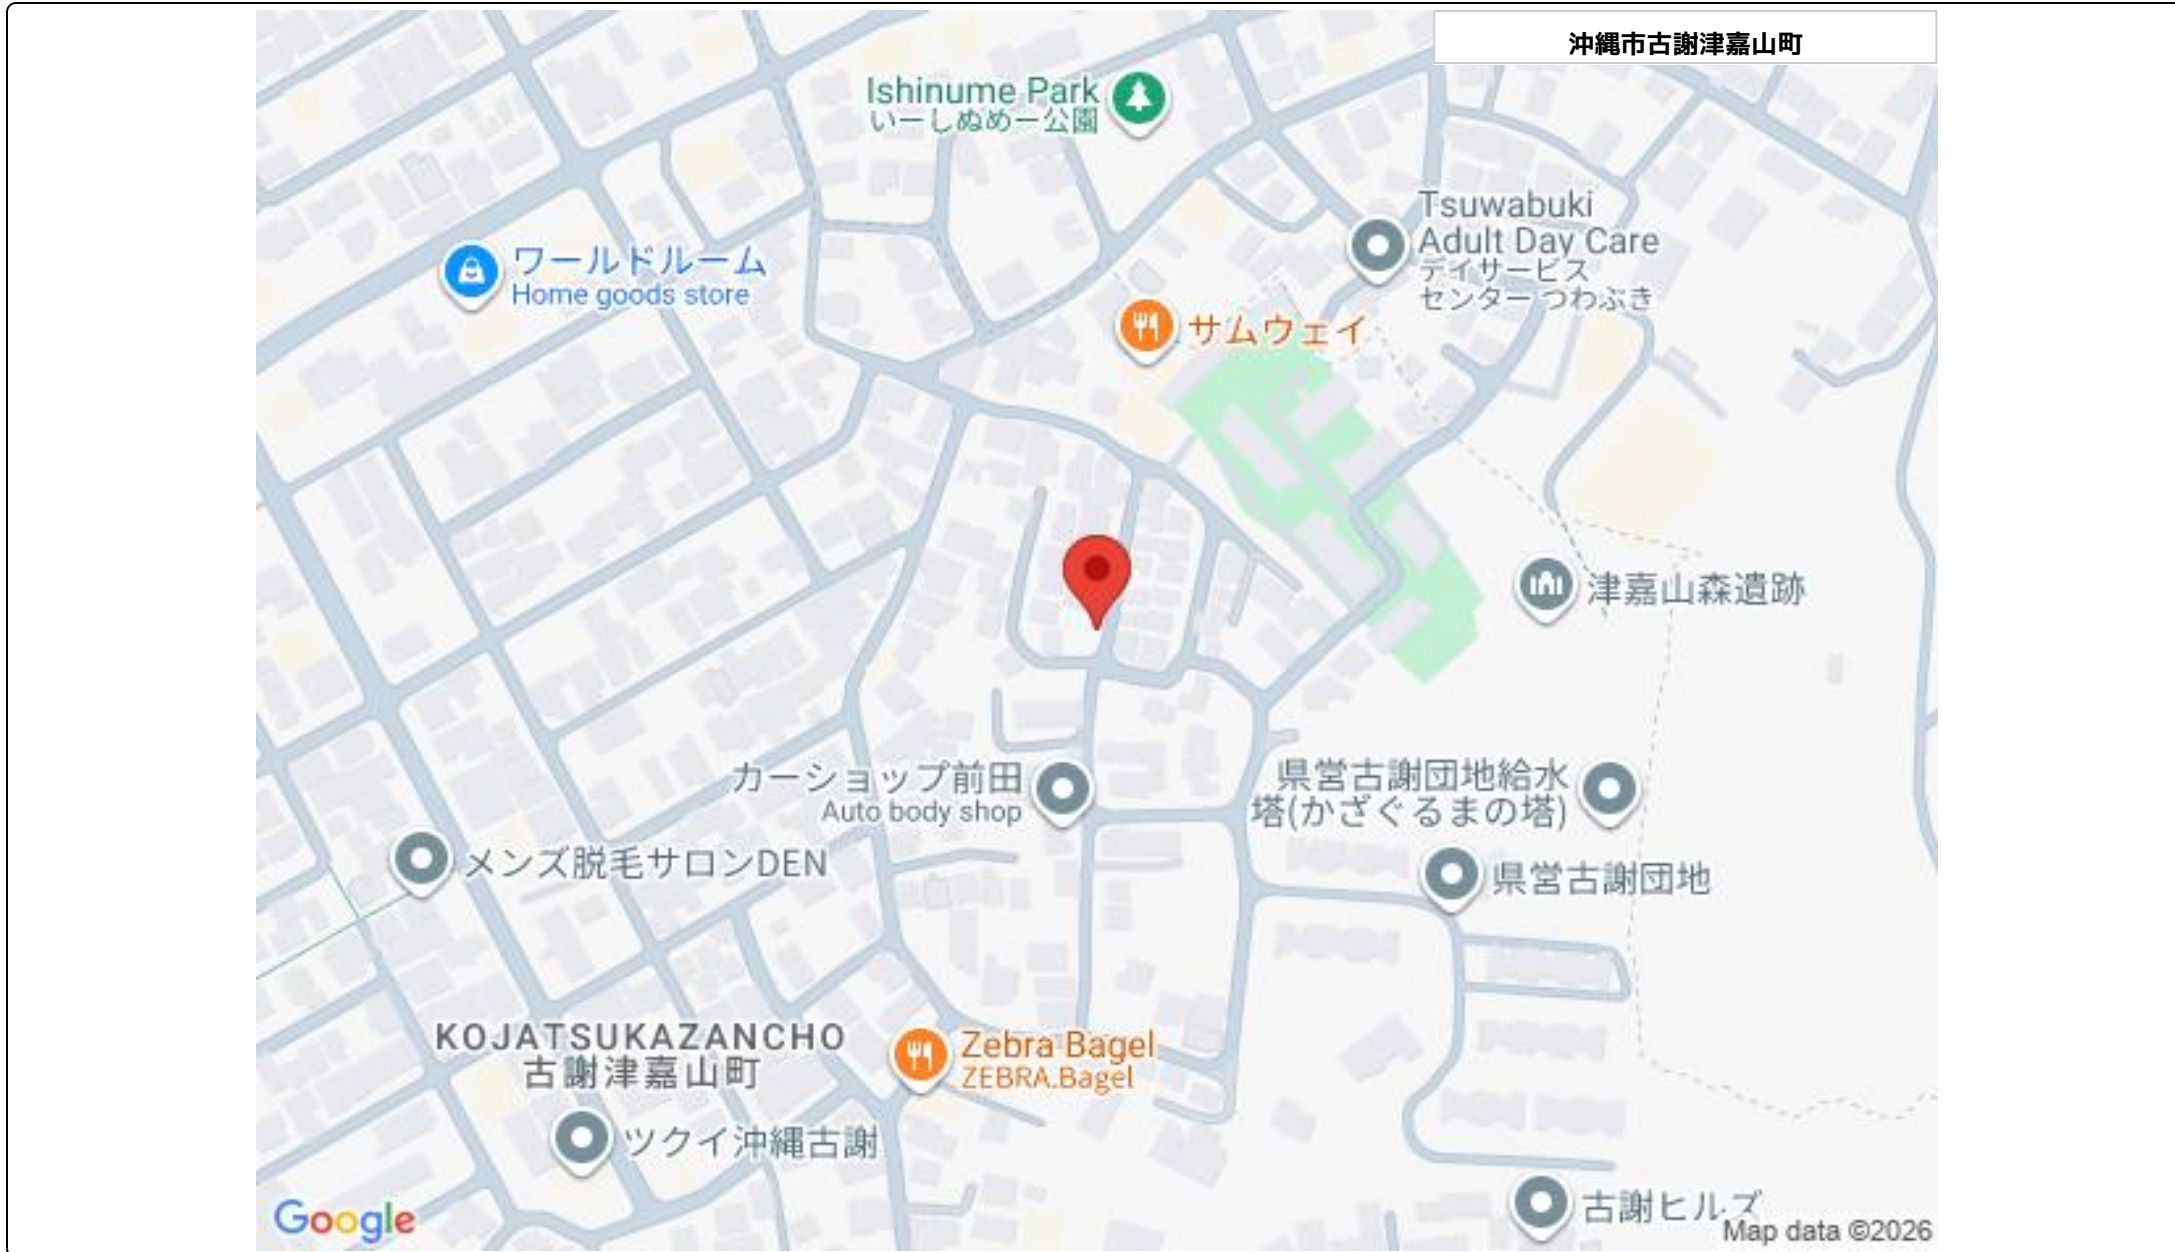 沖縄市古謝津嘉山町
Ishinume Park
いーしぬめー公園
Tsuwabuki
Adult Day Care
デイサービス
センター つわぶき
ワールドルーム
Home goods store
サムウェイ
津嘉山森遺跡
カーショップ前田
Auto body shop
県営古謝団地給水
塔(かざぐるまの塔)
メンズ脱毛サロンDEN
県営古謝団地
KOJATSUKAZANCHO
古謝津嘉山町
Zebra Bagel
ZEBRA.Bagel
ツクイ沖縄古謝
古謝ヒルズ
Google
Map data ©2026